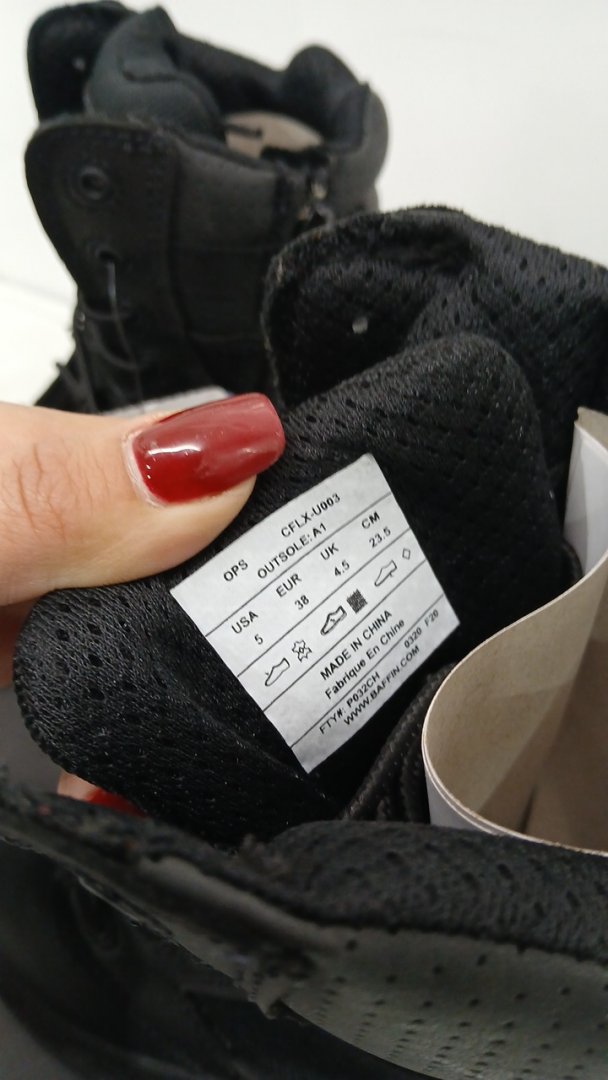 OPS CFLX-U003
OUTSOLE: A1
USA EUR UK CM
5 38 4.5 23.5
MADE IN CHINA
Fabrique En Chine
FTY#: P032CH 0320 F20
WWW.BAFFIN.COM